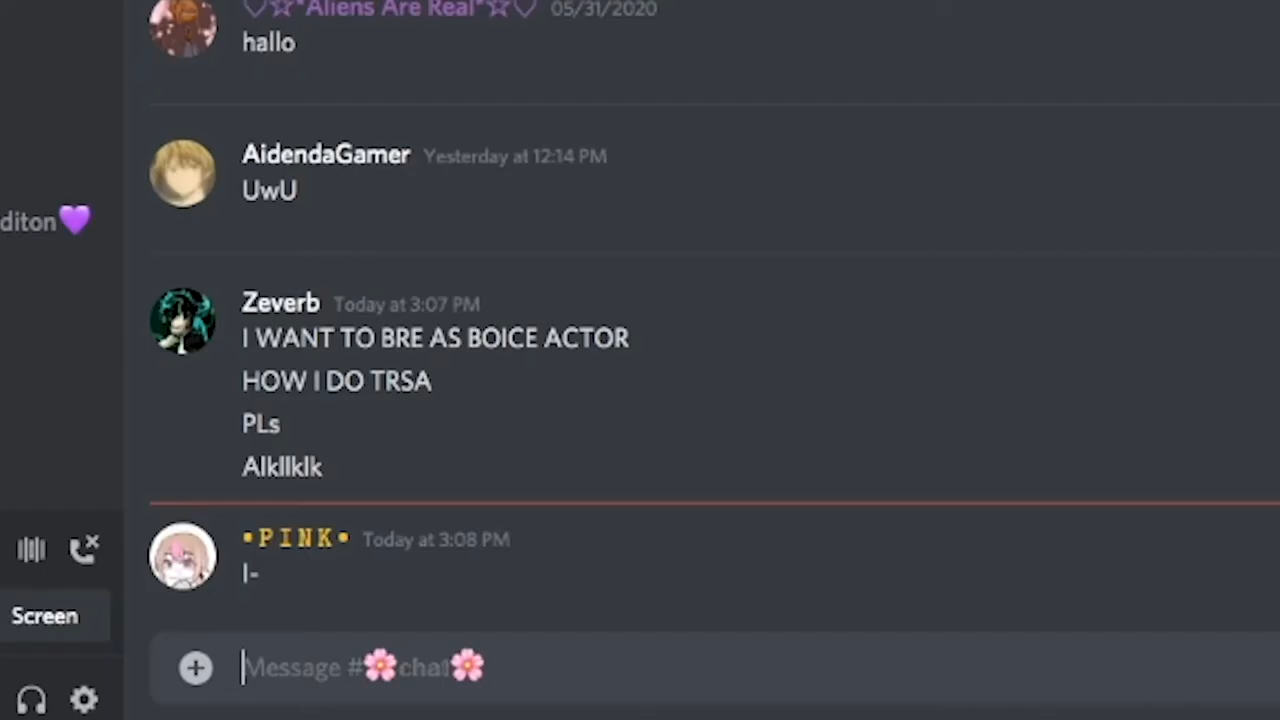 ♡☆*Aliens Are Real*☆♡ 05/31/2020
hallo
AidendaGamer Yesterday at 12:14 PM
UwU
diton💜
Zeverb Today at 3:07 PM
I WANT TO BRE AS BOICE ACTOR
HOW I DO TRSA
PLs
Alkllklk
•PINK• Today at 3:08 PM
I-
Screen
Message #🌸chat🌸